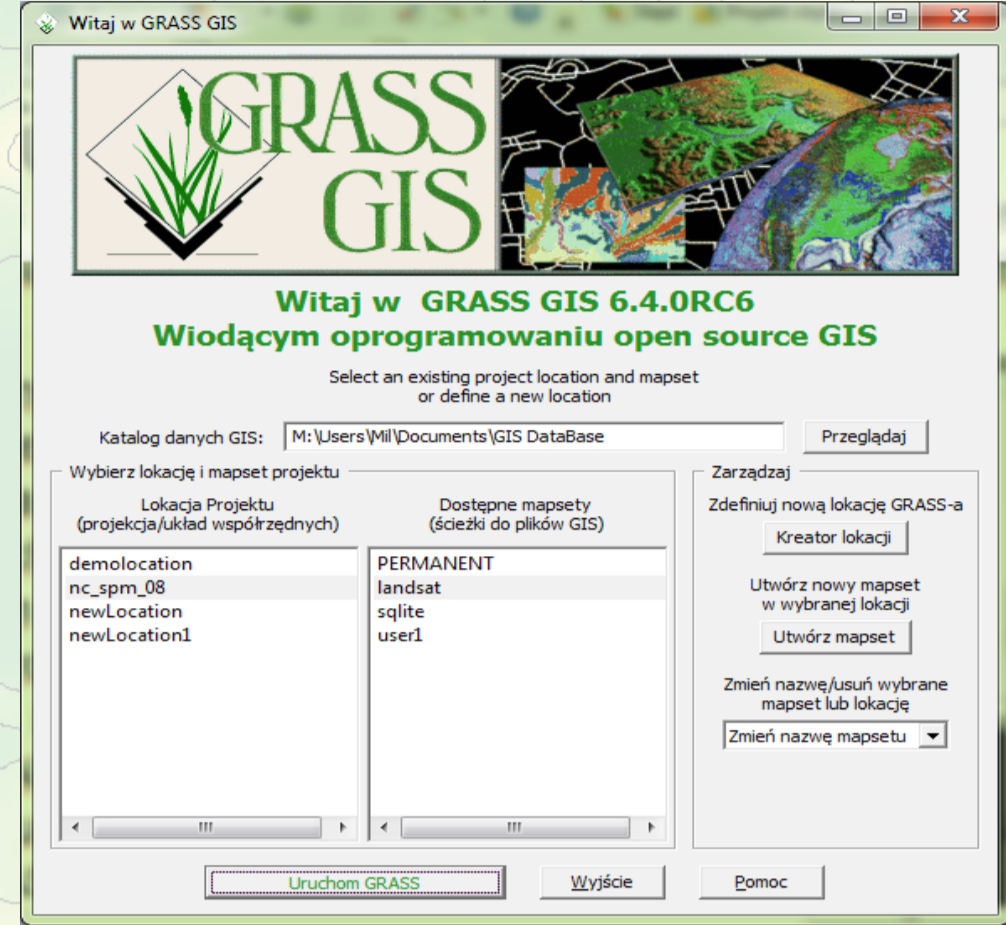 Witaj w GRASS GIS
GRASS
GIS
Witaj w  GRASS GIS 6.4.0RC6
Wiodącym oprogramowaniu open source GIS
Select an existing project location and mapset
or define a new location
Katalog danych GIS: M:\Users\Mil\Documents\GIS DataBase Przeglądaj
Wybierz lokację i mapset projektu
Lokacja Projektu
(projekcja/układ współrzędnych)
demolocation
nc_spm_08
newLocation
newLocation1
Dostępne mapsety
(ścieżki do plików GIS)
PERMANENT
landsat
sqlite
user1
Zarządzaj
Zdefiniuj nową lokację GRASS-a
Kreator lokacji
Utwórz nowy mapset
w wybranej lokacji
Utwórz mapset
Zmień nazwę/usuń wybrane
mapset lub lokację
Zmień nazwę mapsetu
Uruchom GRASS Wyjście Pomoc